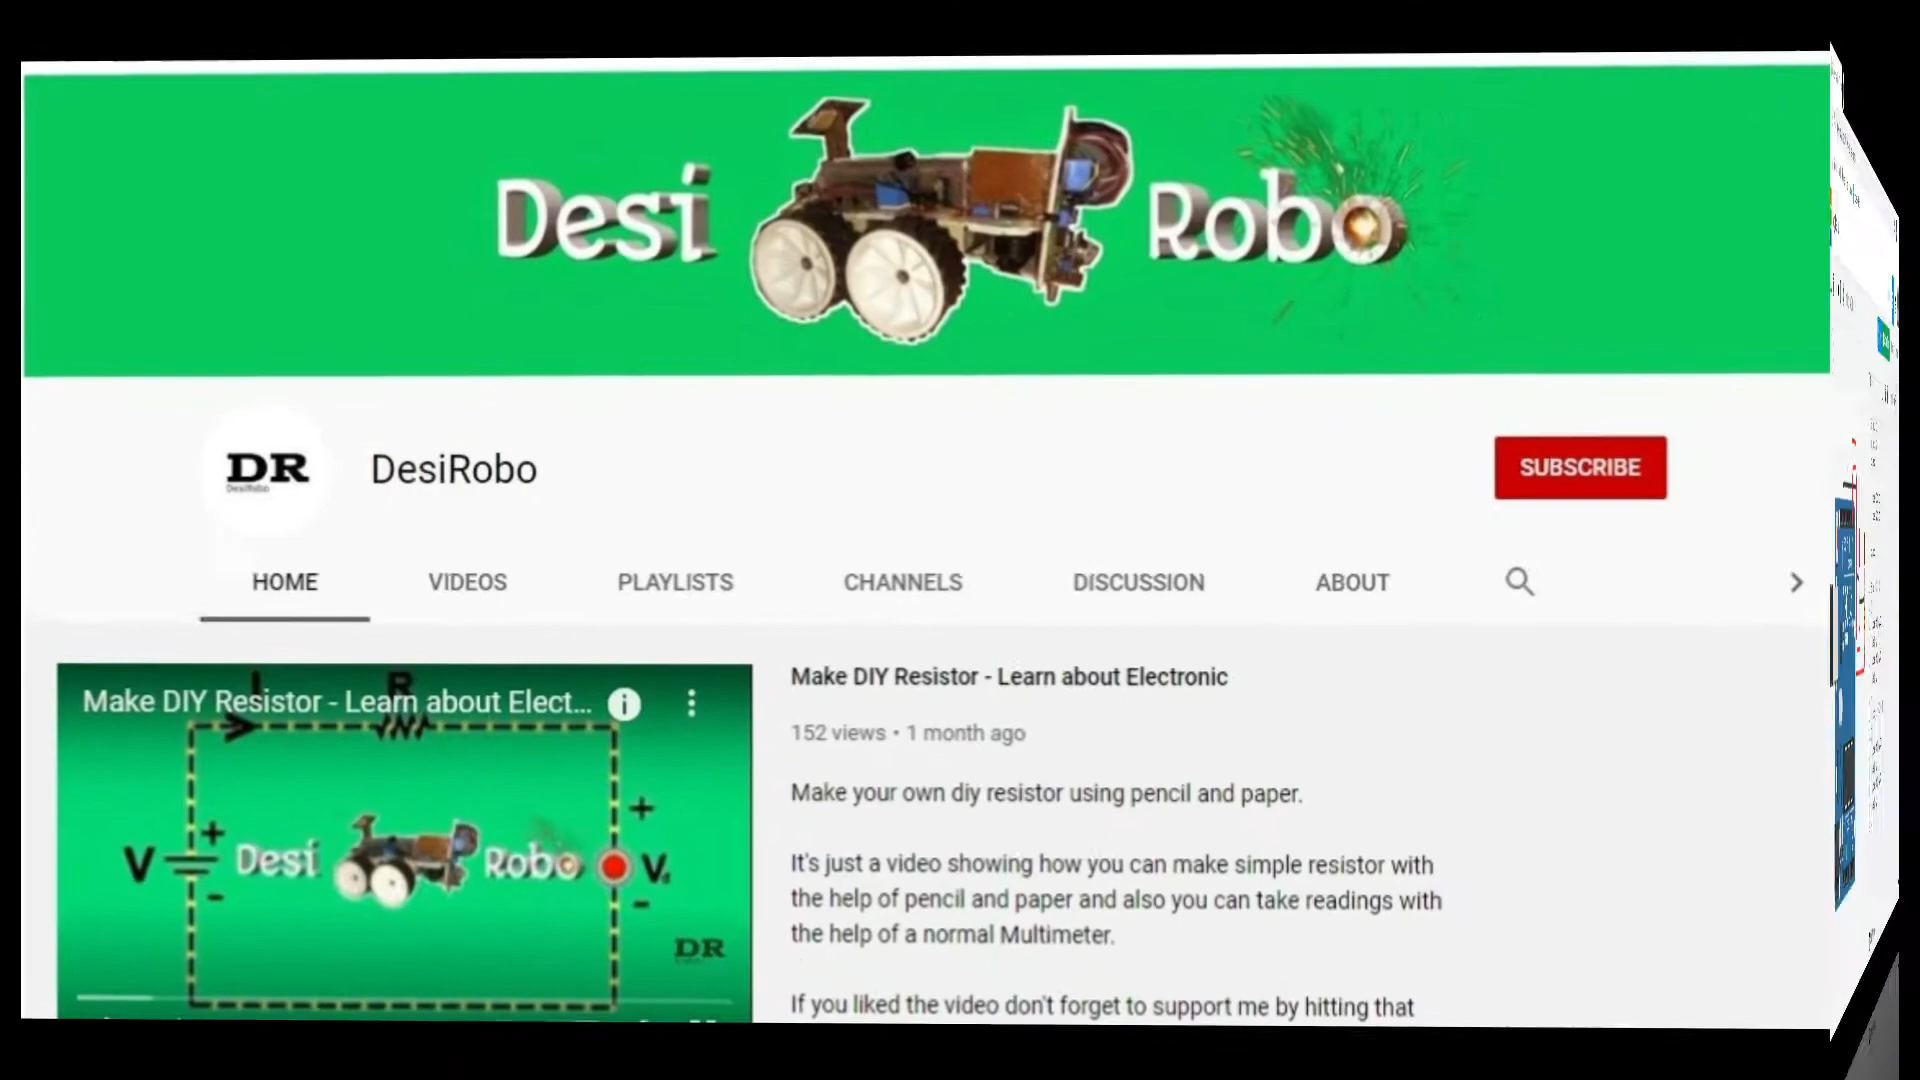 Desi Robo
DR
DesiRobo
DesiRobo
SUBSCRIBE
HOME VIDEOS PLAYLISTS CHANNELS DISCUSSION ABOUT
Make DIY Resistor - Learn about Elect...
I R
V + -
Desi Robo
+ V -
DR
Make DIY Resistor - Learn about Electronic
152 views • 1 month ago
Make your own diy resistor using pencil and paper.
It's just a video showing how you can make simple resistor with
the help of pencil and paper and also you can take readings with
the help of a normal Multimeter.
If you liked the video don't forget to support me by hitting that